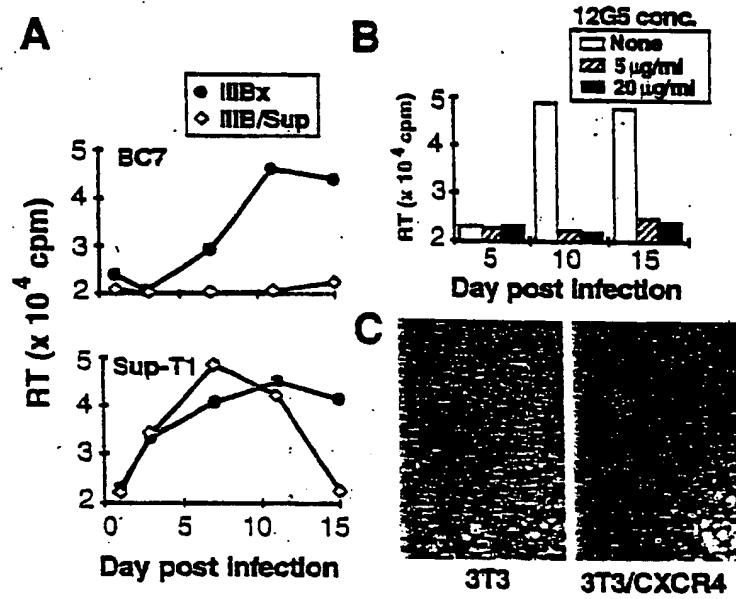 A
IIIBx
IIIB/Sup
BC7
5
4
3
2
RT (x 10⁴ cpm)
Sup-T1
5
4
3
2
0 5 10 15
Day post infection
B
12G5 conc.
None
5 µg/ml
20 µg/ml
RT (x 10⁴ cpm)
5
4
3
2
5 10 15
Day post infection
C
3T3
3T3/CXCR4